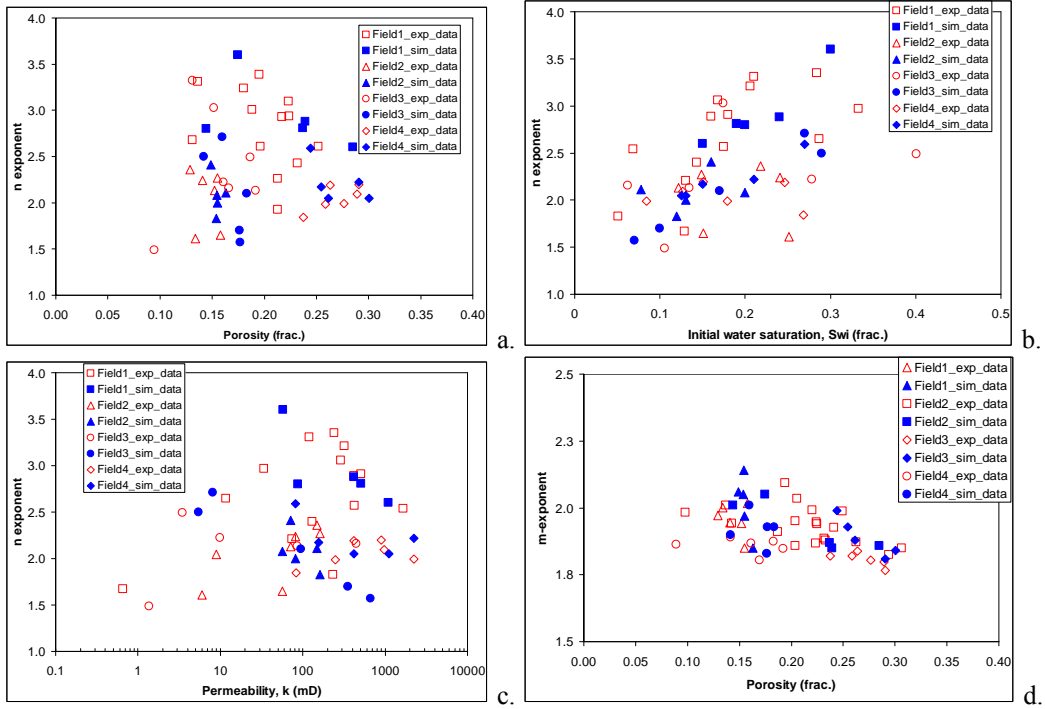 4.0
3.5
3.0
2.5
2.0
1.5
1.0
n exponent
0.00 0.05 0.10 0.15 0.20 0.25 0.30 0.35 0.40
Porosity (frac.)
Field1_exp_data
Field1_sim_data
Field2_exp_data
Field2_sim_data
Field3_exp_data
Field3_sim_data
Field4_exp_data
Field4_sim_data
a.
4.0
3.5
3.0
2.5
2.0
1.5
1.0
n exponent
0 0.1 0.2 0.3 0.4 0.5
Initial water saturation, Swi (frac.)
Field1_exp_data
Field1_sim_data
Field2_exp_data
Field2_sim_data
Field3_exp_data
Field3_sim_data
Field4_exp_data
Field4_sim_data
b.
4.0
3.5
3.0
2.5
2.0
1.5
1.0
n exponent
0.1 1 10 100 1000 10000
Permeability, k (mD)
Field1_exp_data
Field1_sim_data
Field2_exp_data
Field2_sim_data
Field3_exp_data
Field3_sim_data
Field4_exp_data
Field4_sim_data
c.
2.5
2.3
2.0
1.8
1.5
m-exponent
0.00 0.05 0.10 0.15 0.20 0.25 0.30 0.35 0.40
Porosity (frac.)
Field1_exp_data
Field1_sim_data
Field2_exp_data
Field2_sim_data
Field3_exp_data
Field3_sim_data
Field4_exp_data
Field4_sim_data
d.